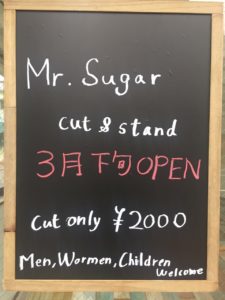 Mr. Sugar
cut & stand
3月下旬OPEN
cut only ¥2000
Men, Wormen, Children
welcome